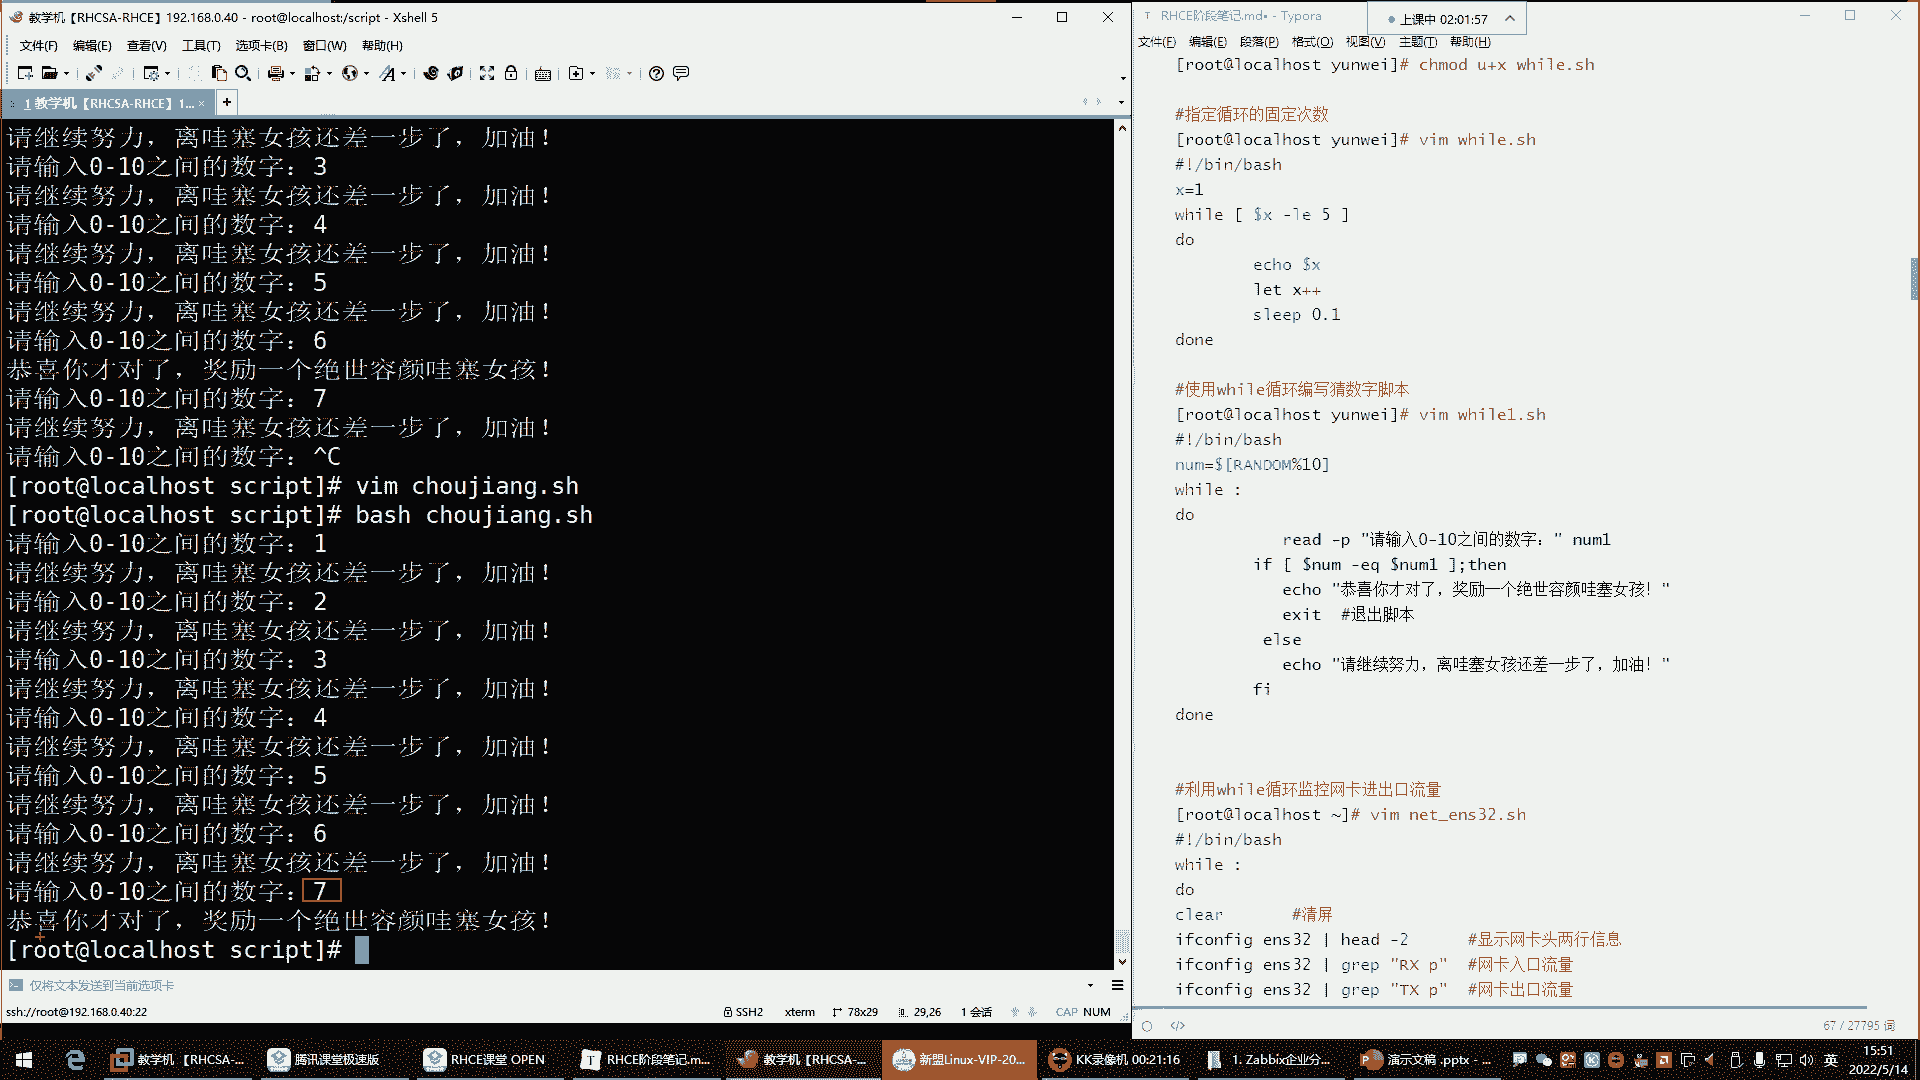 教学机【RHCSA-RHCE】192.168.0.40 - root@localhost:/script - Xshell 5
文件(F) 编辑(E) 查看(V) 工具(T) 选项卡(B) 窗口(W) 帮助(H)
1 教学机【RHCSA-RHCE】1...
请继续努力，离哇塞女孩还差一步了，加油！
请输入0-10之间的数字：3
请继续努力，离哇塞女孩还差一步了，加油！
请输入0-10之间的数字：4
请继续努力，离哇塞女孩还差一步了，加油！
请输入0-10之间的数字：5
请继续努力，离哇塞女孩还差一步了，加油！
请输入0-10之间的数字：6
恭喜你才对了，奖励一个绝世容颜哇塞女孩！
请输入0-10之间的数字：7
请继续努力，离哇塞女孩还差一步了，加油！
请输入0-10之间的数字：^C
[root@localhost script]# vim choujiang.sh
[root@localhost script]# bash choujiang.sh
请输入0-10之间的数字：1
请继续努力，离哇塞女孩还差一步了，加油！
请输入0-10之间的数字：2
请继续努力，离哇塞女孩还差一步了，加油！
请输入0-10之间的数字：3
请继续努力，离哇塞女孩还差一步了，加油！
请输入0-10之间的数字：4
请继续努力，离哇塞女孩还差一步了，加油！
请输入0-10之间的数字：5
请继续努力，离哇塞女孩还差一步了，加油！
请输入0-10之间的数字：6
请继续努力，离哇塞女孩还差一步了，加油！
请输入0-10之间的数字：7
恭喜你才对了，奖励一个绝世容颜哇塞女孩！
[root@localhost script]#
仅将文本发送到当前选项卡
ssh://root@192.168.0.40:22 SSH2 xterm 78x29 29,26 1 会话 CAP NUM
RHCE阶段笔记.md• - Typora
上课中 02:01:57
文件(F) 编辑(E) 段落(P) 格式(O) 视图(V) 主题(T) 帮助(H)
[root@localhost yunwei]# chmod u+x while.sh
#指定循环的固定次数
[root@localhost yunwei]# vim while.sh
#!/bin/bash
x=1
while [ $x -le 5 ]
do
echo $x
let x++
sleep 0.1
done
#使用while循环编写猜数字脚本
[root@localhost yunwei]# vim while1.sh
#!/bin/bash
num=$[RANDOM%10]
while :
do
read -p "请输入0-10之间的数字：" num1
if [ $num -eq $num1 ];then
echo "恭喜你才对了，奖励一个绝世容颜哇塞女孩！"
exit #退出脚本
else
echo "请继续努力，离哇塞女孩还差一步了，加油！"
fi
done
#利用while循环监控网卡进出口流量
[root@localhost ~]# vim net_ens32.sh
#!/bin/bash
while :
do
clear #清屏
ifconfig ens32 | head -2 #显示网卡头两行信息
ifconfig ens32 | grep "RX p" #网卡入口流量
ifconfig ens32 | grep "TX p" #网卡出口流量
67 / 27795 词
教学机【RHCSA-... 腾讯课堂极速版 RHCE课堂 OPEN RHCE阶段笔记.m... 教学机【RHCSA-... 新盟Linux-VIP-20... KK录像机 00:21:16 1. Zabbix企业分... 演示文稿 .pptx - ... 英 15:51
2022/5/14